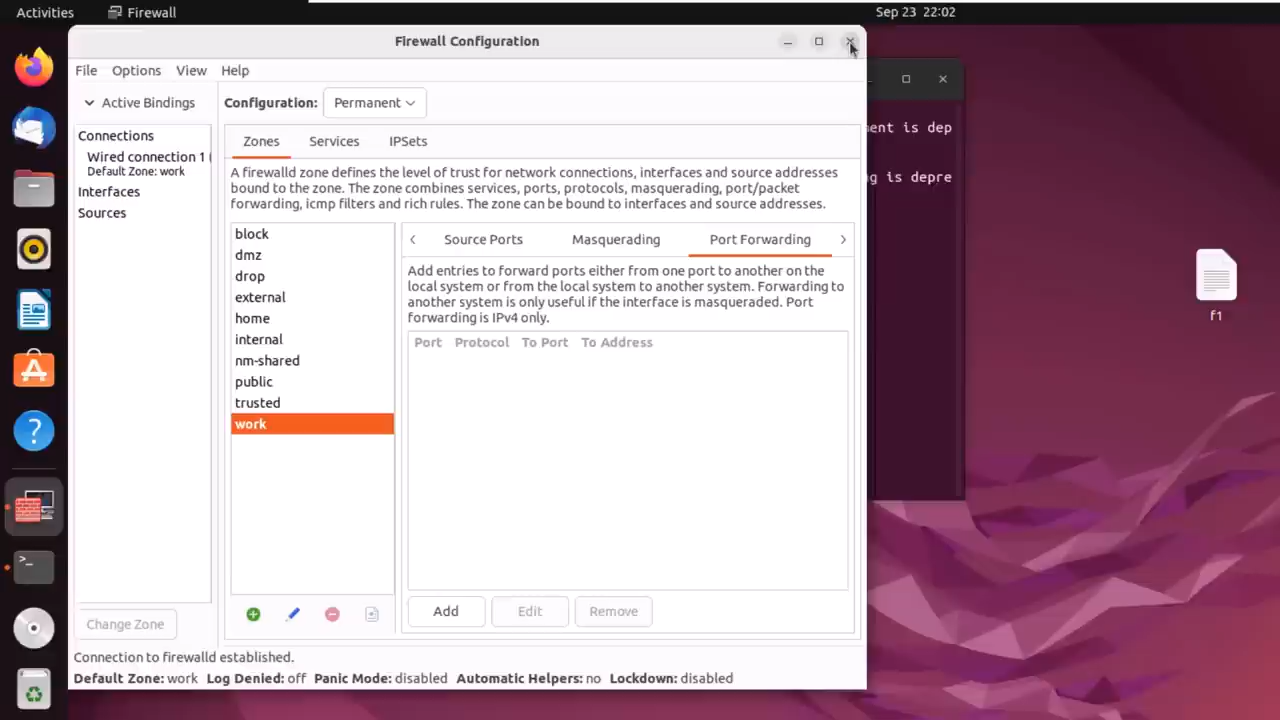 Activities Firewall Sep 23 22:02
Firewall Configuration
File Options View Help
Active Bindings
Configuration: Permanent
Connections
Wired connection 1
Default Zone: work
Interfaces
Sources
Zones Services IPSets
A firewalld zone defines the level of trust for network connections, interfaces and source addresses
bound to the zone. The zone combines services, ports, protocols, masquerading, port/packet
forwarding, icmp filters and rich rules. The zone can be bound to interfaces and source addresses.
block
dmz
drop
external
home
internal
nm-shared
public
trusted
work
Source Ports Masquerading Port Forwarding
Add entries to forward ports either from one port to another on the
local system or from the local system to another system. Forwarding to
another system is only useful if the interface is masqueraded. Port
forwarding is IPv4 only.
Port Protocol To Port To Address
Add Edit Remove
Change Zone
Connection to firewalld established.
Default Zone: work Log Denied: off Panic Mode: disabled Automatic Helpers: no Lockdown: disabled
ent is dep
g is depre
f1